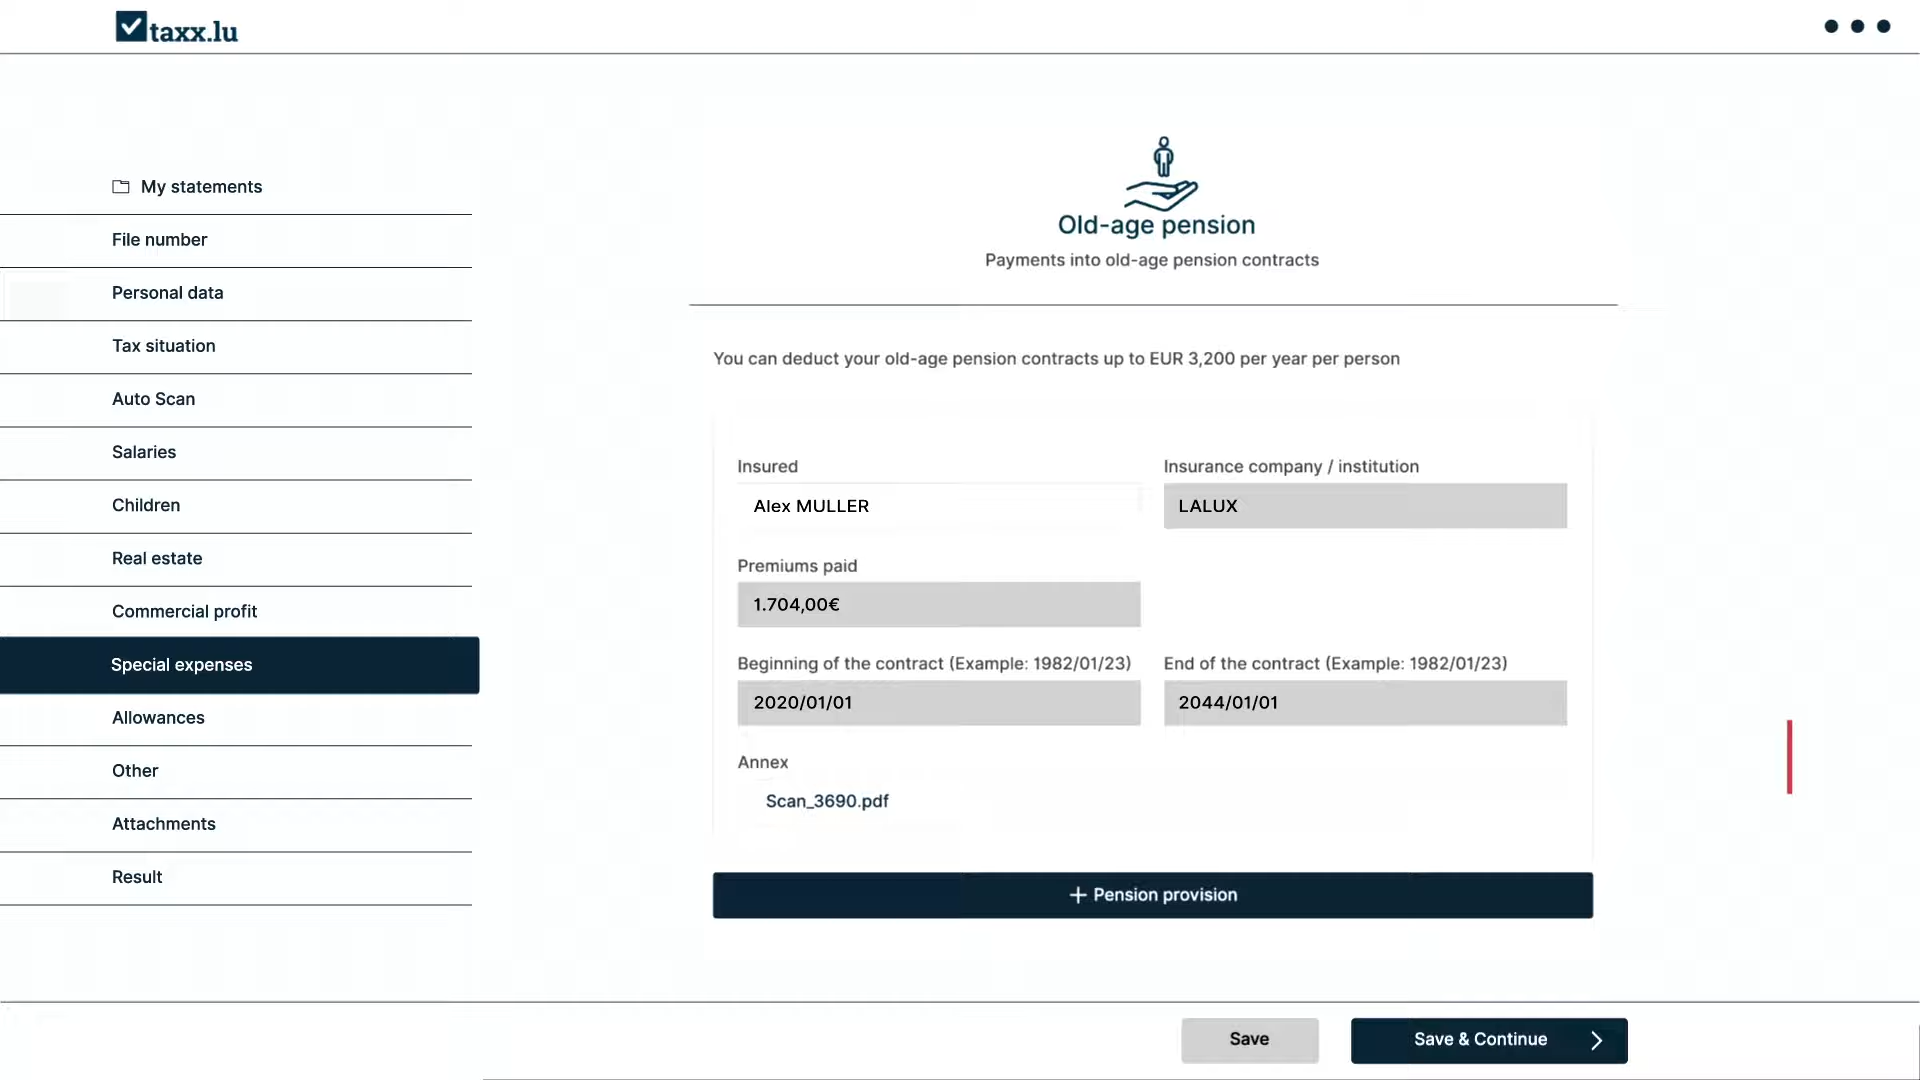 taxx.lu
My statements
File number
Personal data
Tax situation
Auto Scan
Salaries
Children
Real estate
Commercial profit
Special expenses
Allowances
Other
Attachments
Result
Old-age pension
Payments into old-age pension contracts
You can deduct your old-age pension contracts up to EUR 3,200 per year per person
Insured
Insurance company / institution
Alex MULLER
LALUX
Premiums paid
1.704,00€
Beginning of the contract (Example: 1982/01/23)
End of the contract (Example: 1982/01/23)
2020/01/01
2044/01/01
Annex
Scan_3690.pdf
+ Pension provision
Save
Save & Continue